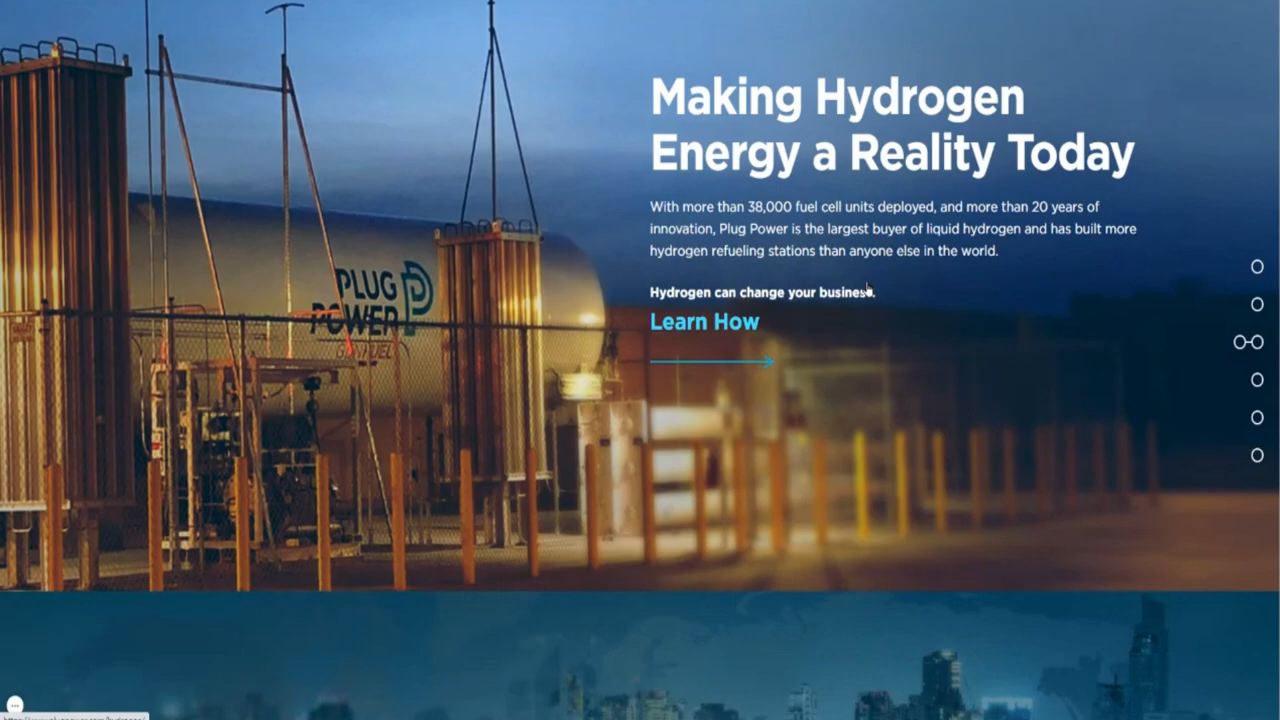 Making Hydrogen
Energy a Reality Today
With more than 38,000 fuel cell units deployed, and more than 20 years of
innovation, Plug Power is the largest buyer of liquid hydrogen and has built more
hydrogen refueling stations than anyone else in the world.
Hydrogen can change your business.
Learn How
PLUG
POWER